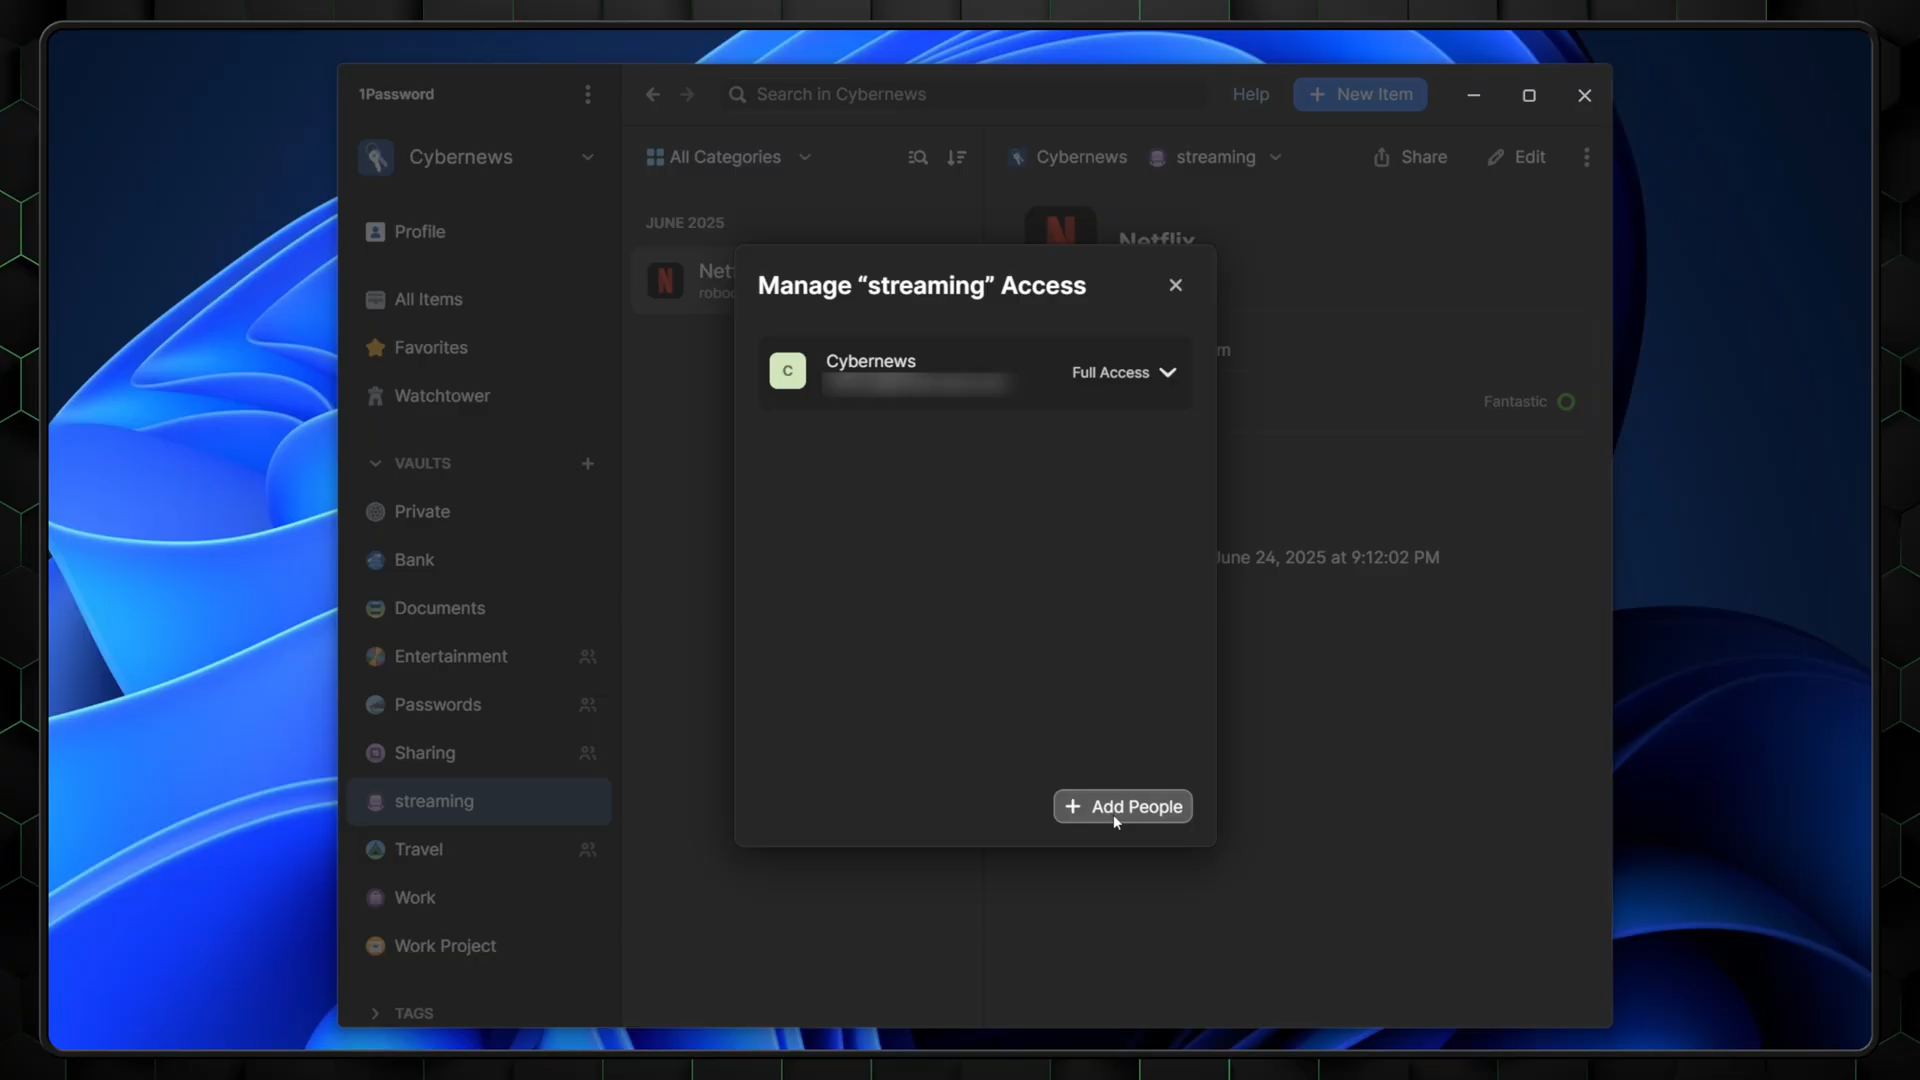 1Password
Search in Cybernews
Help
+ New Item
Cybernews
All Categories
Cybernews
streaming
Share
Edit
Profile
JUNE 2025
N
Netflix
All Items
N
Manage “streaming” Access
Favorites
m
C
Cybernews
Full Access
Watchtower
Fantastic
VAULTS
+
Private
Bank
June 24, 2025 at 9:12:02 PM
Documents
Entertainment
Passwords
Sharing
streaming
+ Add People
Travel
Work
Work Project
TAGS